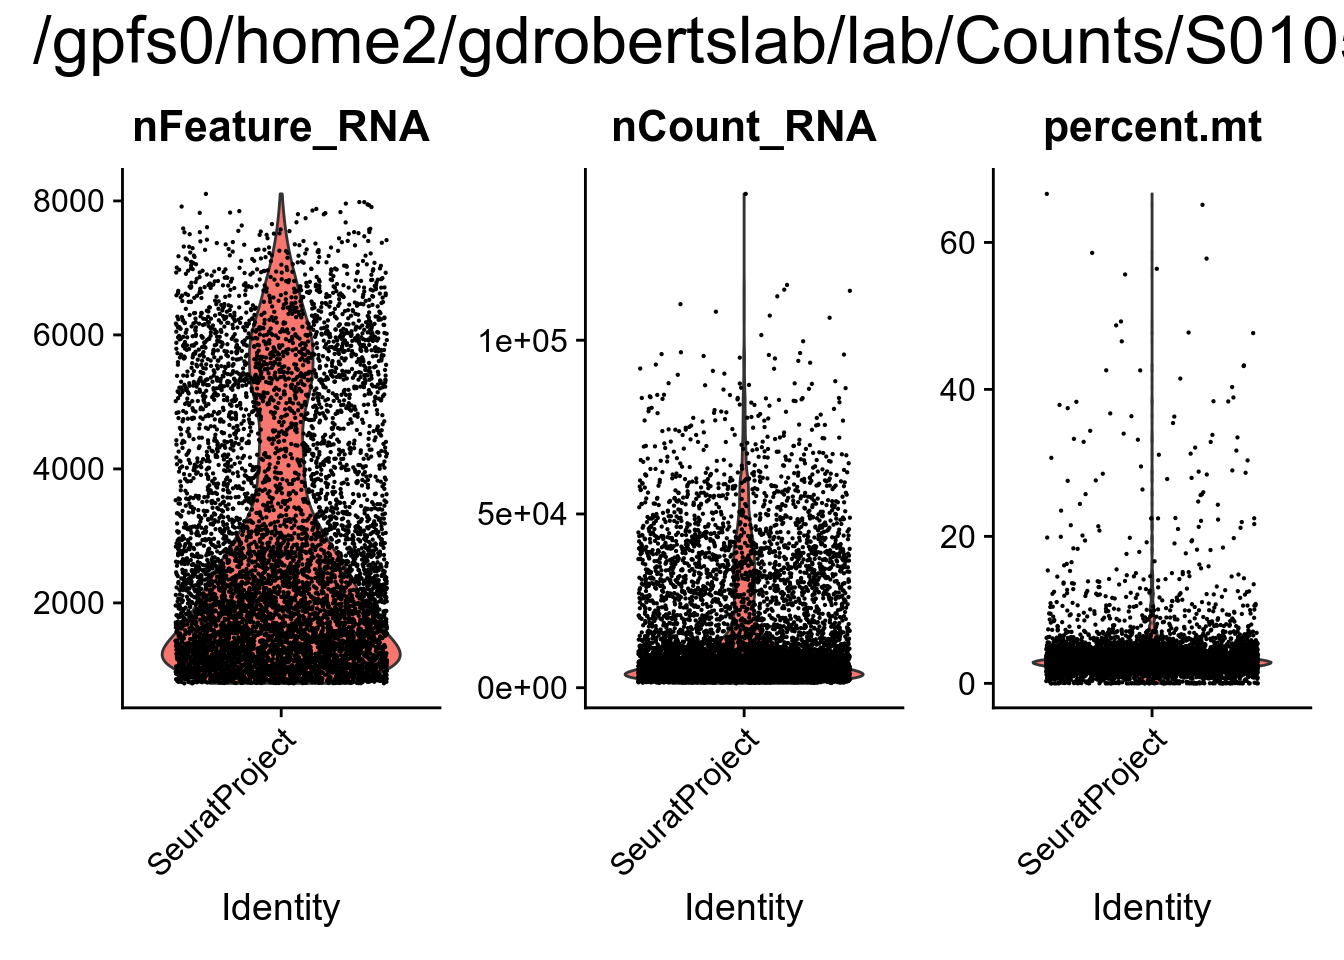 /gpfs0/home2/gdrobertslab/lab/Counts/S0105
nFeature_RNA nCount_RNA percent.mt
8000
6000
4000
2000
SeuratProject
Identity
1e+05
5e+04
0e+00
SeuratProject
Identity
60
40
20
0
SeuratProject
Identity